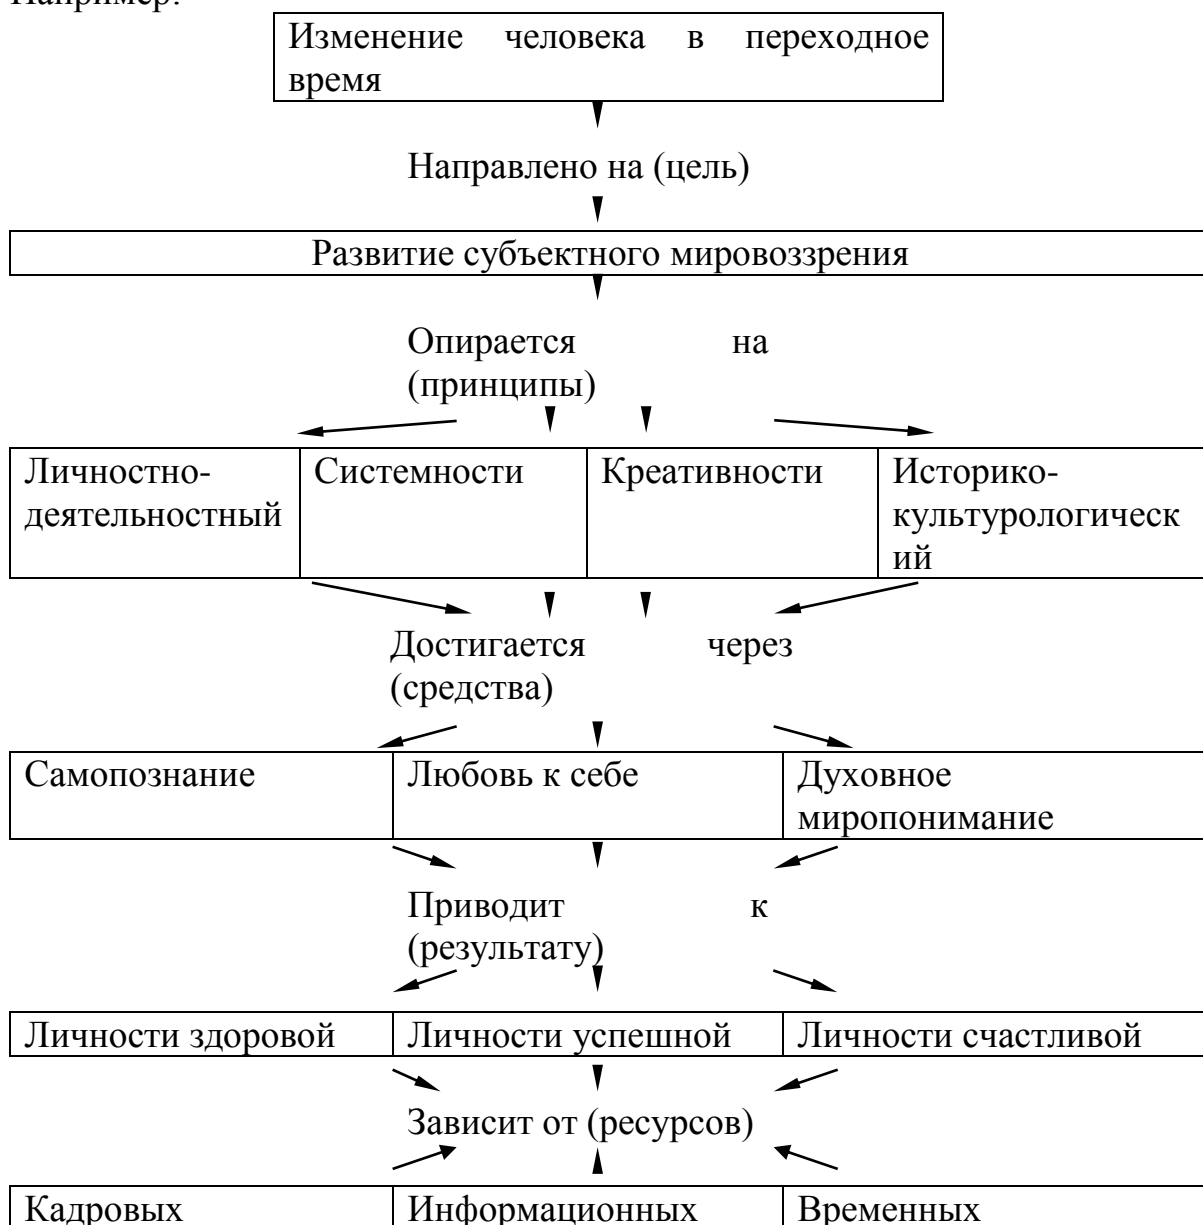 Например:
Изменение человека в переходное
время
Направлено на (цель)
Развитие субъектного мировоззрения
Опирается на
(принципы)
Личностно-
деятельностный
Системности
Креативности
Историко-
культурологическ
ий
Достигается через
(средства)
Самопознание
Любовь к себе
Духовное
миропонимание
Приводит к
(результату)
Личности здоровой
Личности успешной
Личности счастливой
Зависит от (ресурсов)
Кадровых
Информационных
Временных